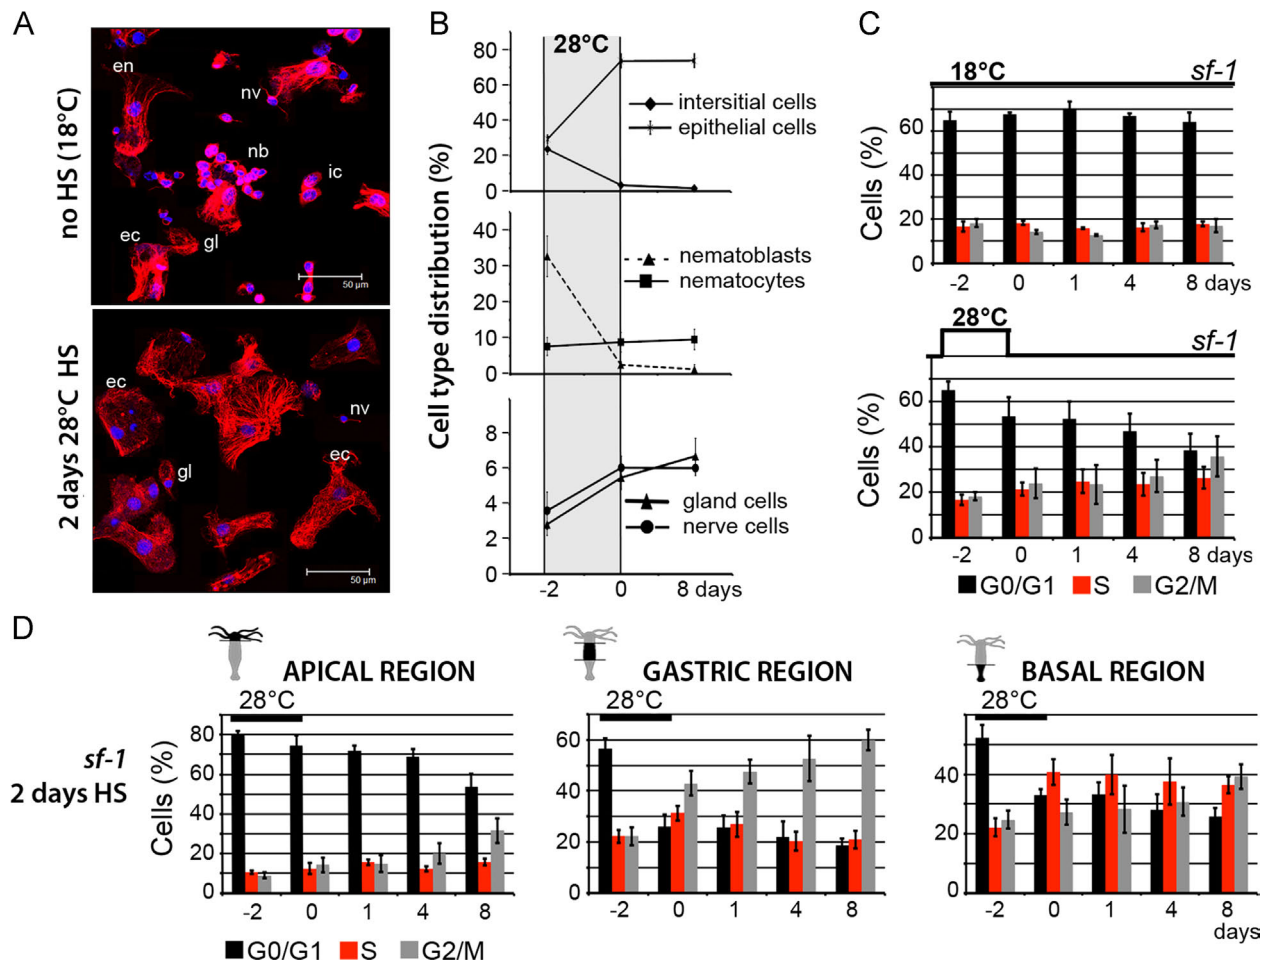 A
no HS (18°C)
en
nv
nb
ic
ec
gl
50 µm
2 days 28°C HS
ec
nv
gl
ec
50 µm
B
Cell type distribution (%)
28°C
80
60
40
20
0
intersitial cells
epithelial cells
40
30
20
10
0
nematoblasts
nematocytes
8
6
4
2
0
gland cells
nerve cells
-2 0 8 days
C
18°C sf-1
Cells (%)
60
20
0
-2 0 1 4 8 days
28°C sf-1
Cells (%)
60
40
20
0
-2 0 1 4 8 days
G0/G1 S G2/M
D
sf-1
2 days HS
APICAL REGION
28°C
Cells (%)
80
60
40
20
0
-2 0 1 4 8
GASTRIC REGION
28°C
60
40
20
0
-2 0 1 4 8
BASAL REGION
28°C
40
20
0
-2 0 1 4 8
days
G0/G1 S G2/M